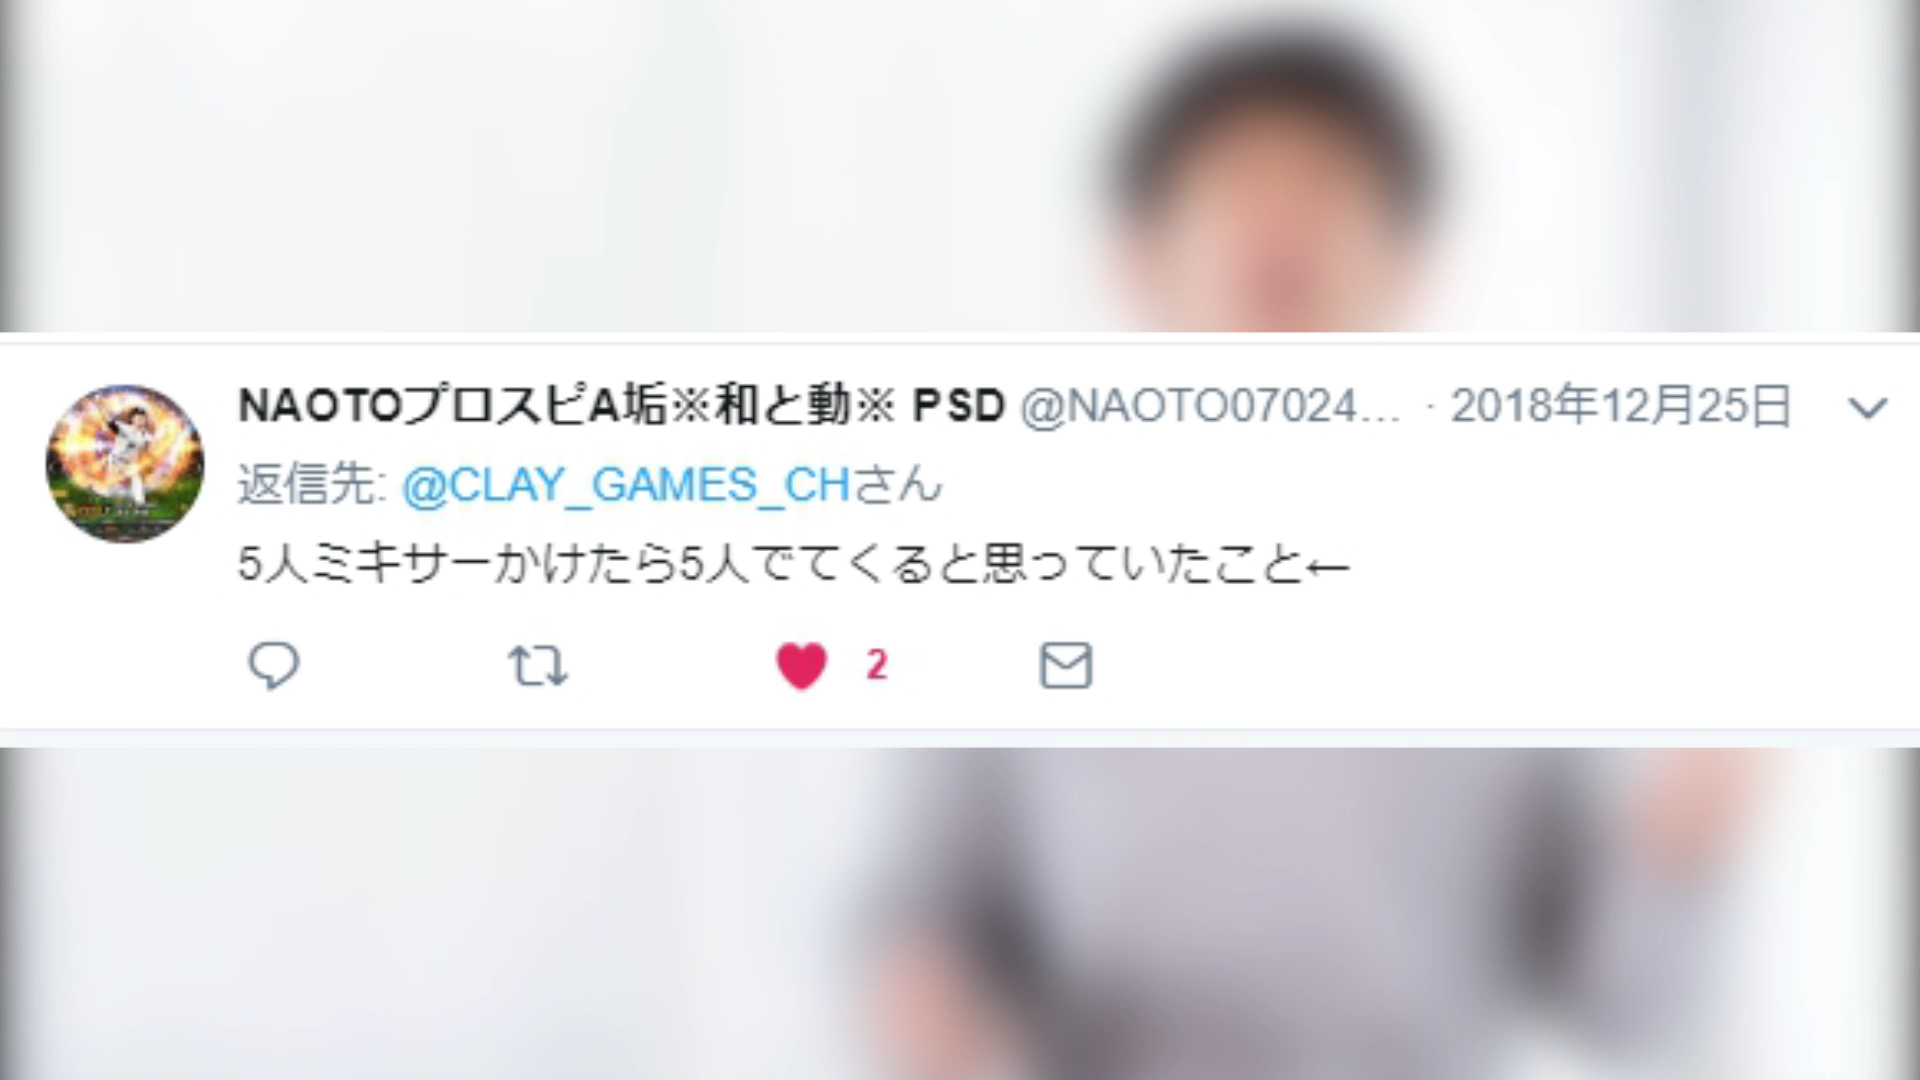 NAOTOプロスピA垢※和と動※ PSD @NAOTO07024… · 2018年12月25日
返信先: @CLAY_GAMES_CHさん
5人ミキサーかけたら5人でてくると思っていたこと←
2